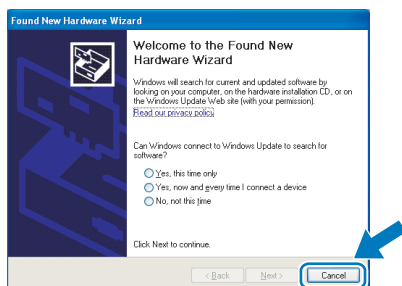 Found New Hardware Wizard
Welcome to the Found New
Hardware Wizard
Windows will search for current and updated software by
looking on your computer, on the hardware installation CD, or on
the Windows Update Web site (with your permission).
Read our privacy policy
Can Windows connect to Windows Update to search for
software?
Yes, this time only
Yes, now and every time I connect a device
No, not this time
Click Next to continue.
< Back
Next >
Cancel